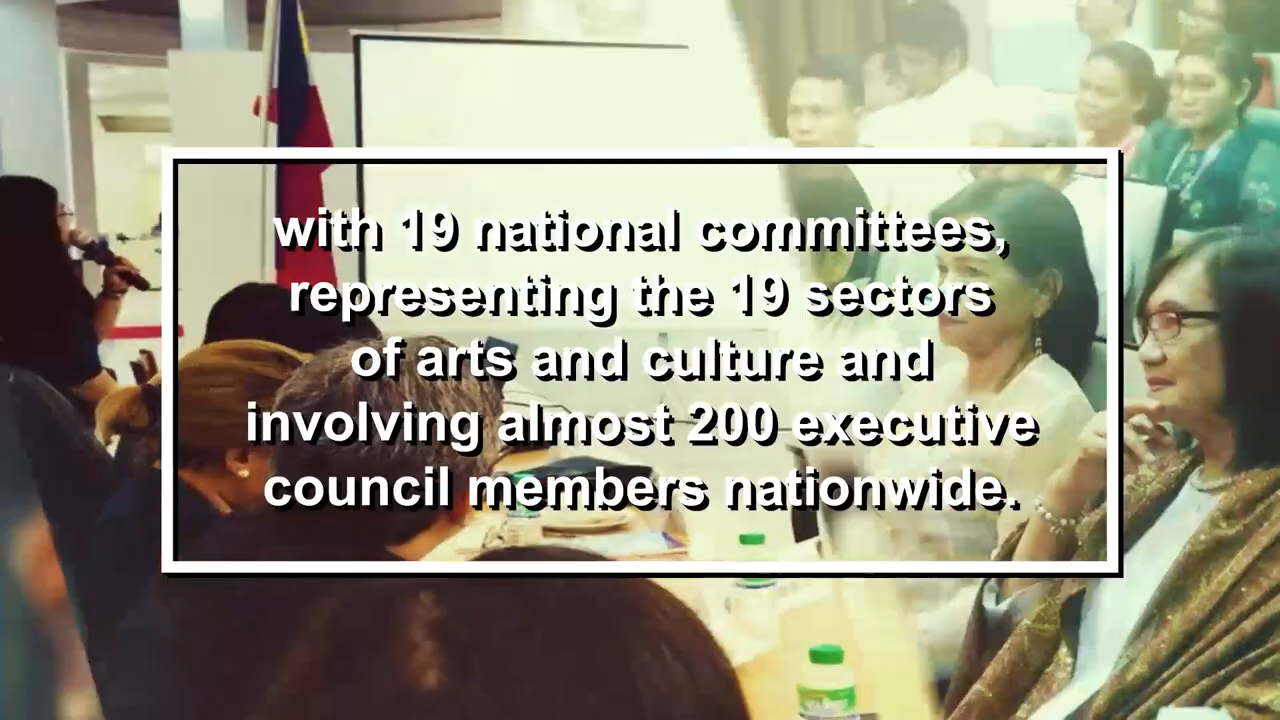 with 19 national committees,
representing the 19 sectors
of arts and culture and
involving almost 200 executive
council members nationwide.